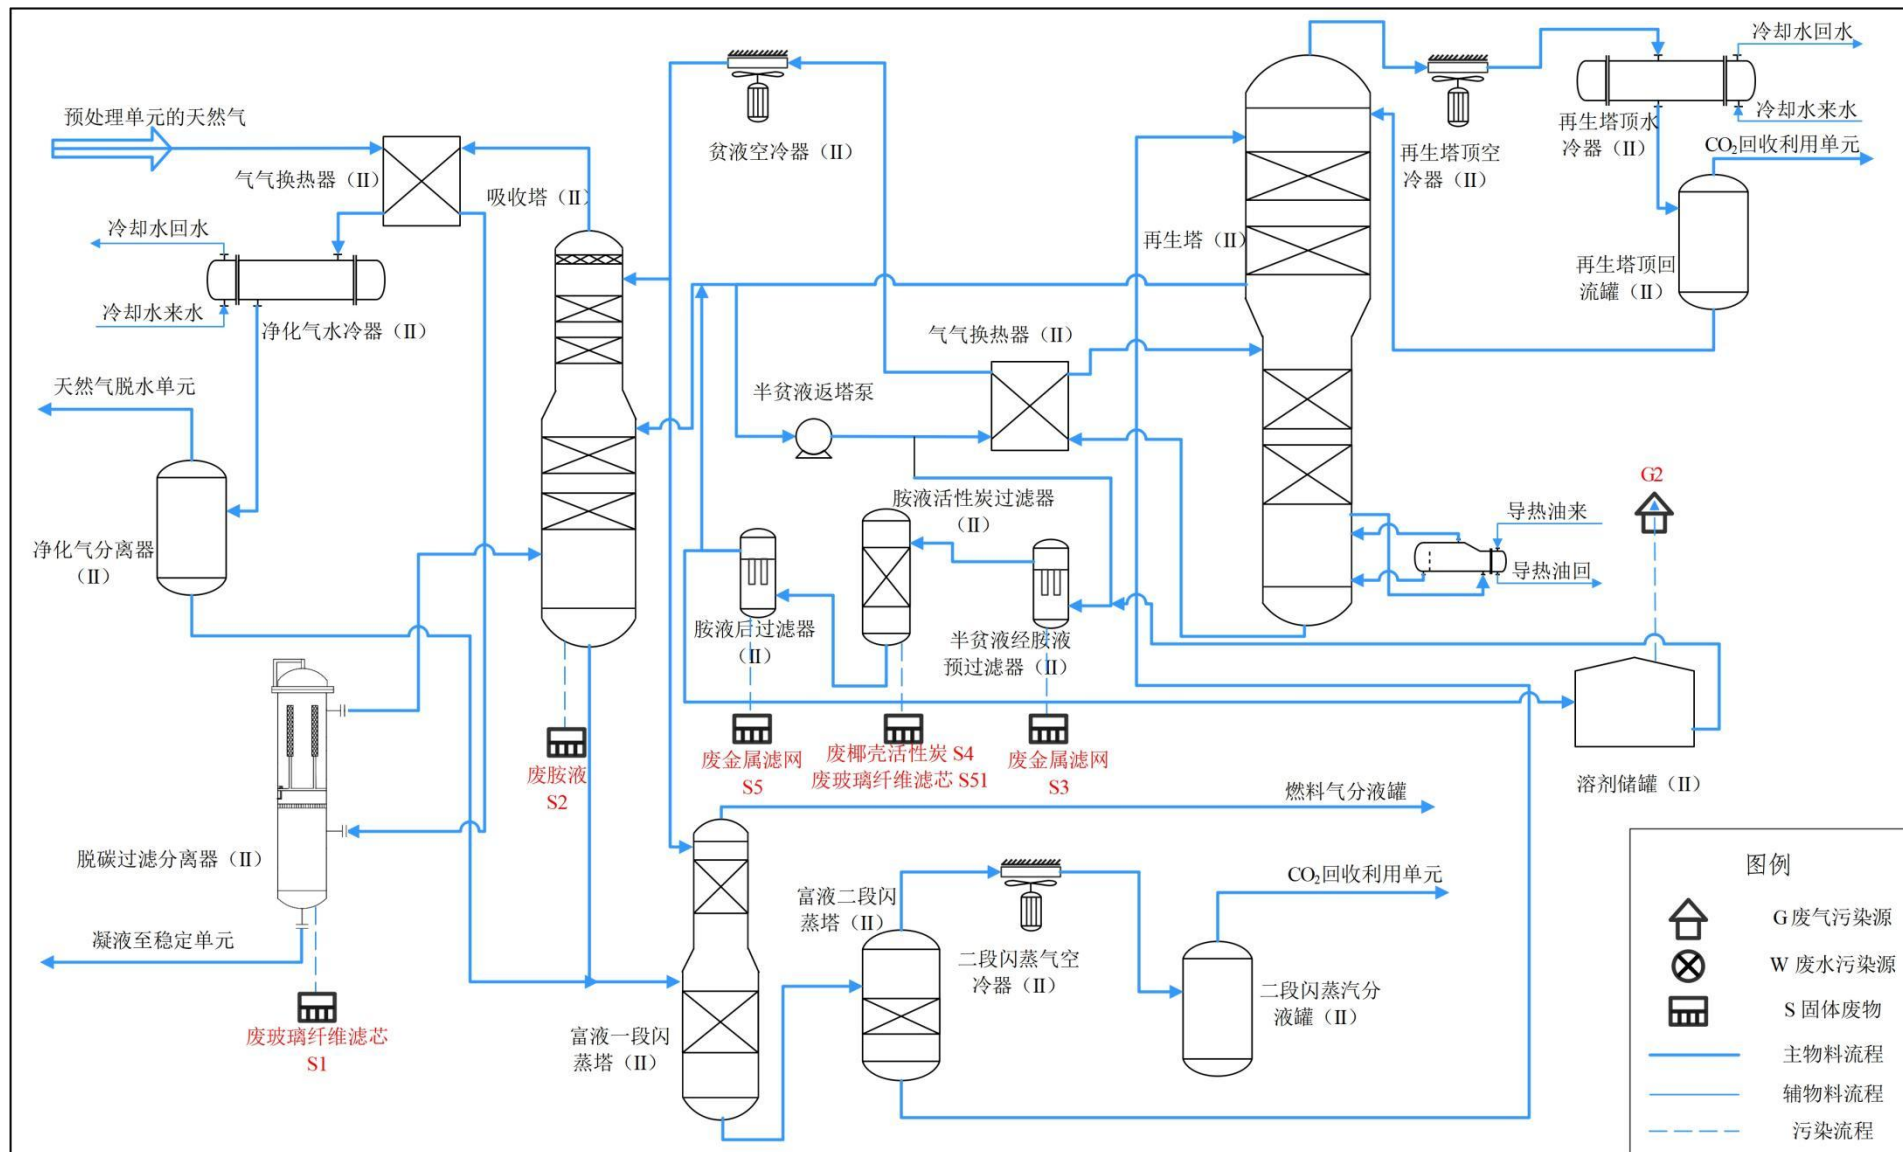 冷却水回水
预处理单元的天然气
冷却水来水
贫液空冷器（II）
再生塔顶空
冷器（II）
再生塔顶水
冷器（II）
CO₂回收利用单元
气气换热器（II）
吸收塔（II）
冷却水回水
再生塔（II）
再生塔顶回
流罐（II）
冷却水来水
净化气水冷器（II）
气气换热器（II）
天然气脱水单元
半贫液返塔泵
胺液活性炭过滤器
（II）
G2
导热油来
导热油回
净化气分离器
（II）
胺液后过滤器
（II）
半贫液经胺液
预过滤器（II）
废胺液
S2
废金属滤网
S5
废椰壳活性炭 S4
废玻璃纤维滤芯 S51
废金属滤网
S3
溶剂储罐（II）
燃料气分液罐
脱碳过滤分离器（II）
CO₂回收利用单元
富液二段闪
蒸塔（II）
凝液至稳定单元
二段闪蒸气空
冷器（II）
二段闪蒸汽分
液罐（II）
废玻璃纤维滤芯
S1
富液一段闪
蒸塔（II）
图例
G 废气污染源
W 废水污染源
S 固体废物
主物料流程
辅物料流程
污染流程